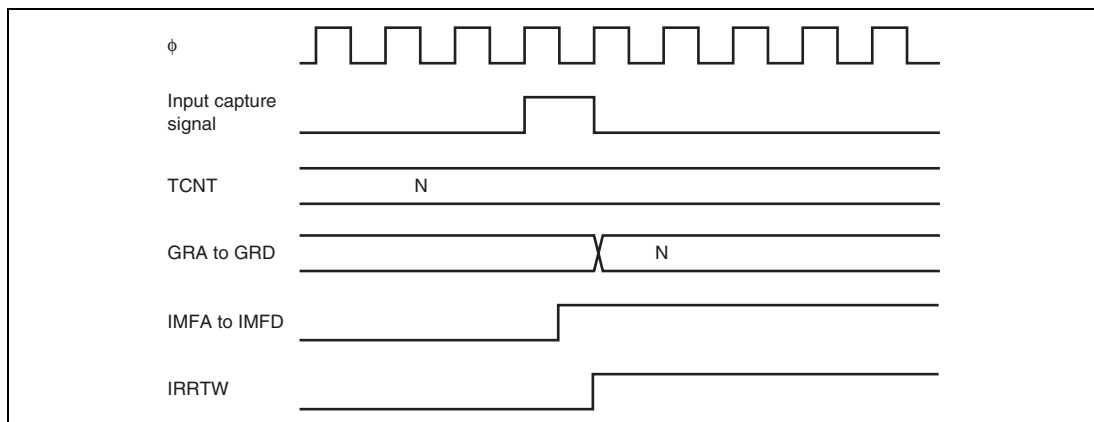 φ
Input capture
signal
TCNT
N
GRA to GRD
N
IMFA to IMFD
IRRTW